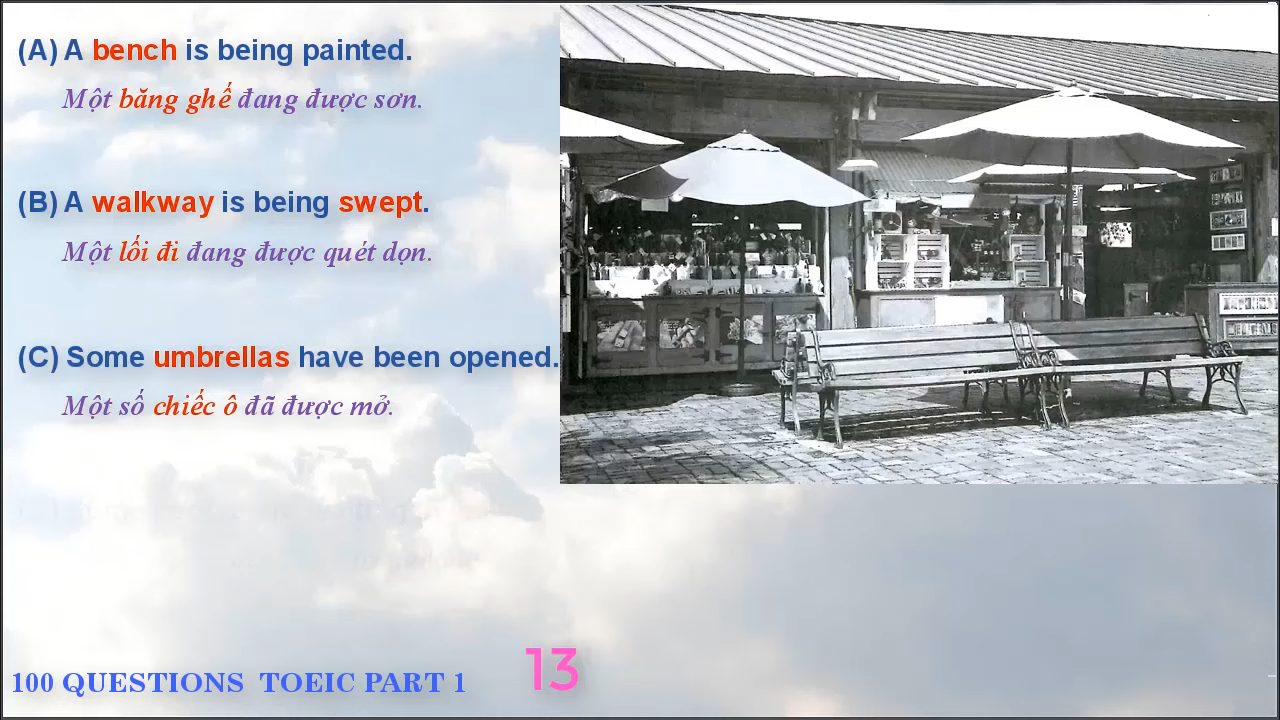 (A) A bench is being painted.
Một băng ghế đang được sơn.
(B) A walkway is being swept.
Một lối đi đang được quét dọn.
(C) Some umbrellas have been opened.
Một số chiếc ô đã được mở.
100 QUESTIONS TOEIC PART 1
13